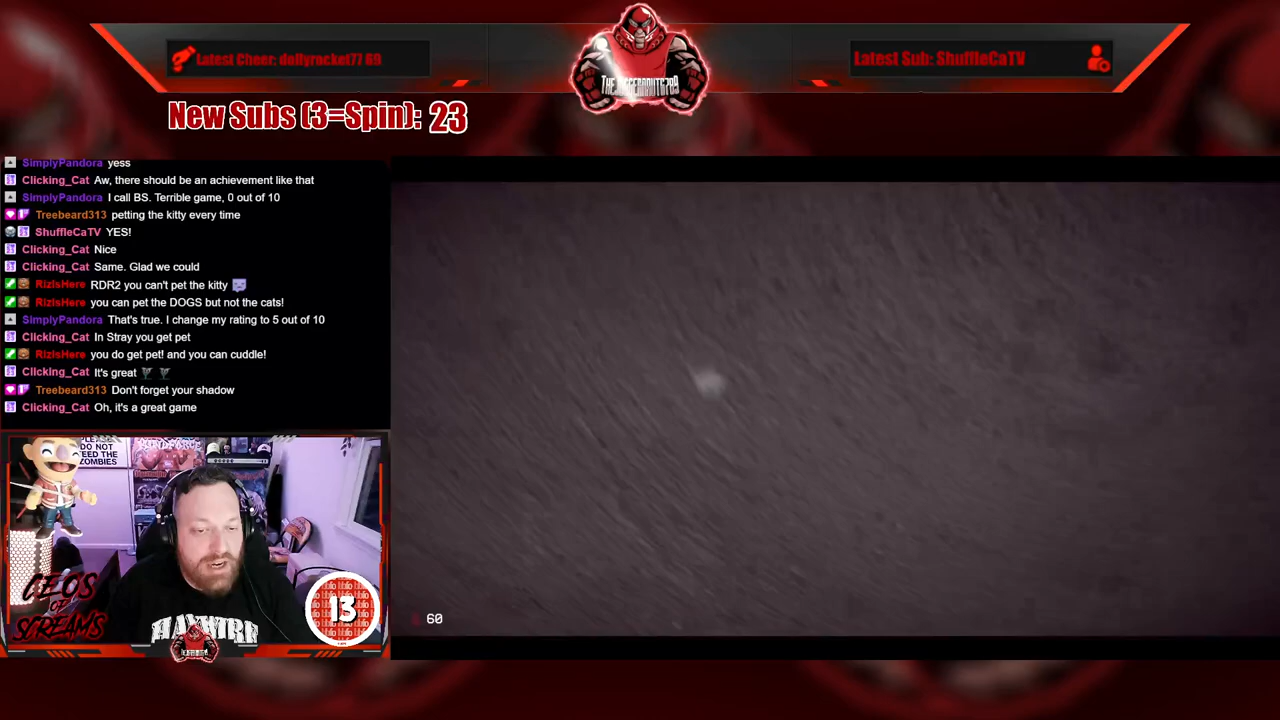 Latest Cheer: dollyrocket77 69
Latest Sub: ShuffleCaTV
New Subs (3=Spin): 23
SimplyPandora yess
Clicking_Cat Aw, there should be an achievement like that
SimplyPandora I call BS. Terrible game, 0 out of 10
Treebeard313 petting the kitty every time
ShuffleCaTV YES!
Clicking_Cat Nice
Clicking_Cat Same. Glad we could
RizIsHere RDR2 you can't pet the kitty
RizIsHere you can pet the DOGS but not the cats!
SimplyPandora That's true. I change my rating to 5 out of 10
Clicking_Cat In Stray you get pet
RizIsHere you do get pet! and you can cuddle!
Clicking_Cat It's great
Treebeard313 Don't forget your shadow
Clicking_Cat Oh, it's a great game
DO NOT
ZOMBIES
CEOS
OF
SCREAMS
13
60